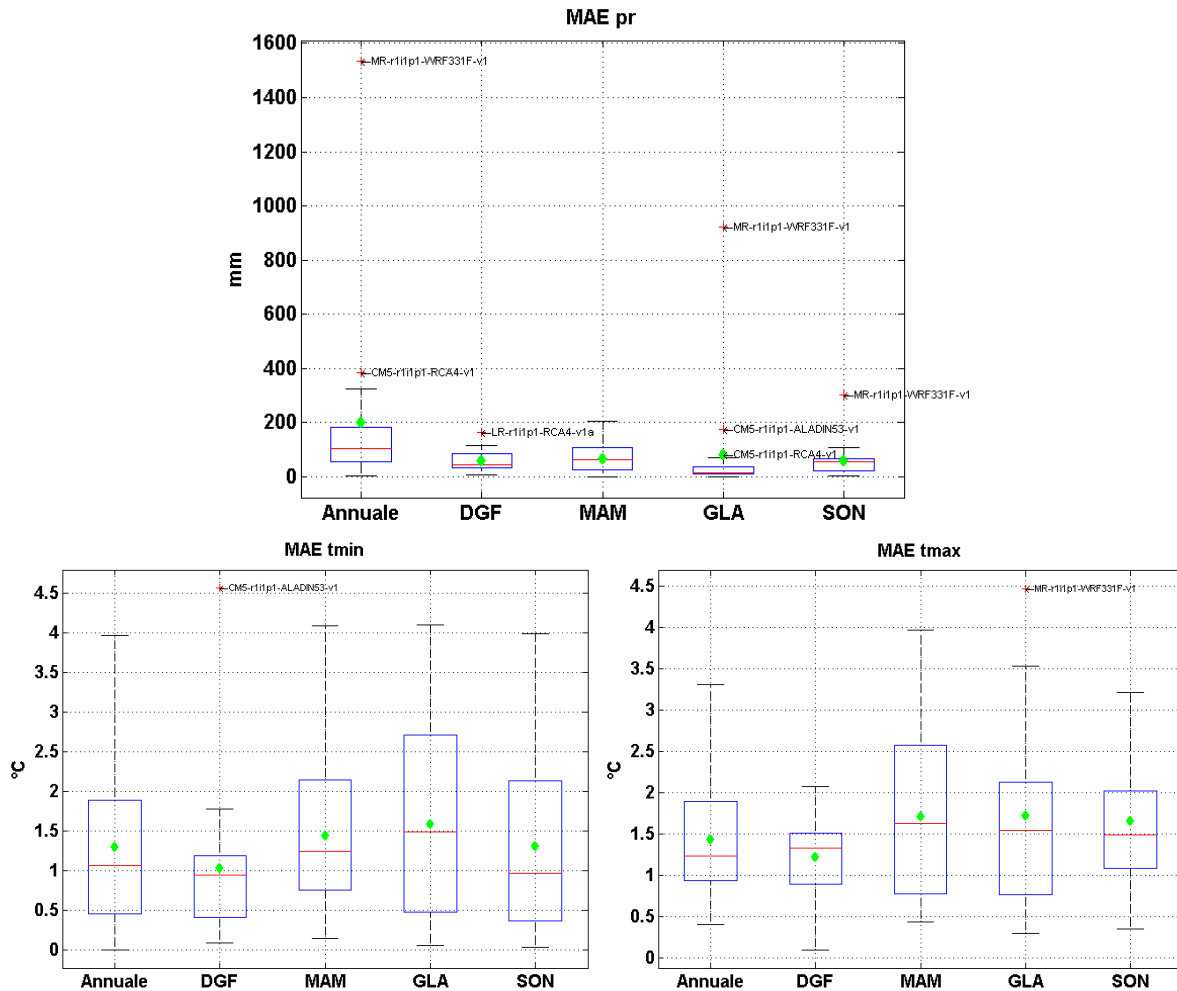 MAE pr
1600
MR-r1i1p1-WRF331F-v1
1400
1200
1000
MR-r1i1p1-WRF331F-v1
800
mm
600
400
CM5-r1i1p1-RCA4-v1
MR-r1i1p1-WRF331F-v1
200
LR-r1i1p1-RCA4-v1a
CM5-r1i1p1-ALADIN53-v1
CM5-r1i1p1-RCA4-v1
0
Annuale DGF MAM GLA SON
MAE tmin
4.5
CM5-r1i1p1-ALADIN53-v1
4
3.5
3
2.5
°C
2
1.5
1
0.5
0
Annuale DGF MAM GLA SON
MAE tmax
4.5
MR-r1i1p1-WRF331F-v1
4
3.5
3
2.5
°C
2
1.5
1
0.5
0
Annuale DGF MAM GLA SON